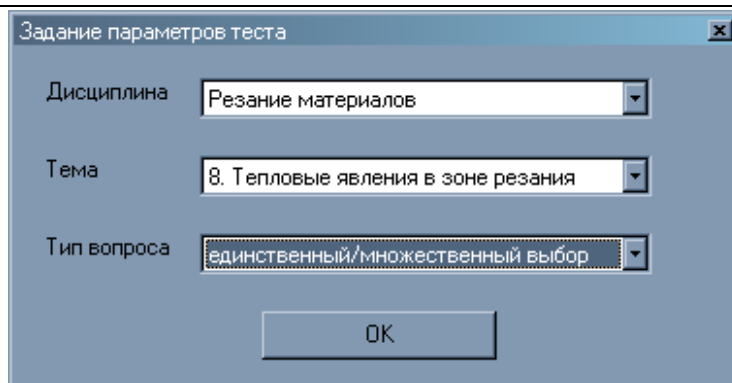 Задание параметров теста
Дисциплина Резание материалов
Тема 8. Тепловые явления в зоне резания
Тип вопроса единственный/множественный выбор
OK